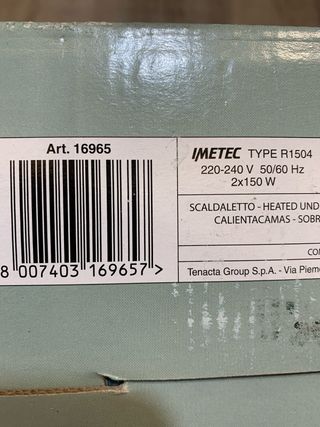 Art. 16965
8 007403 169657>
IMETEC TYPE R1504
220-240 V 50/60 Hz
2x150 W
SCALDALETTO - HEATED UND
CALIENTACAMAS - SOBR
Tenacta Group S.p.A. - Via Piem